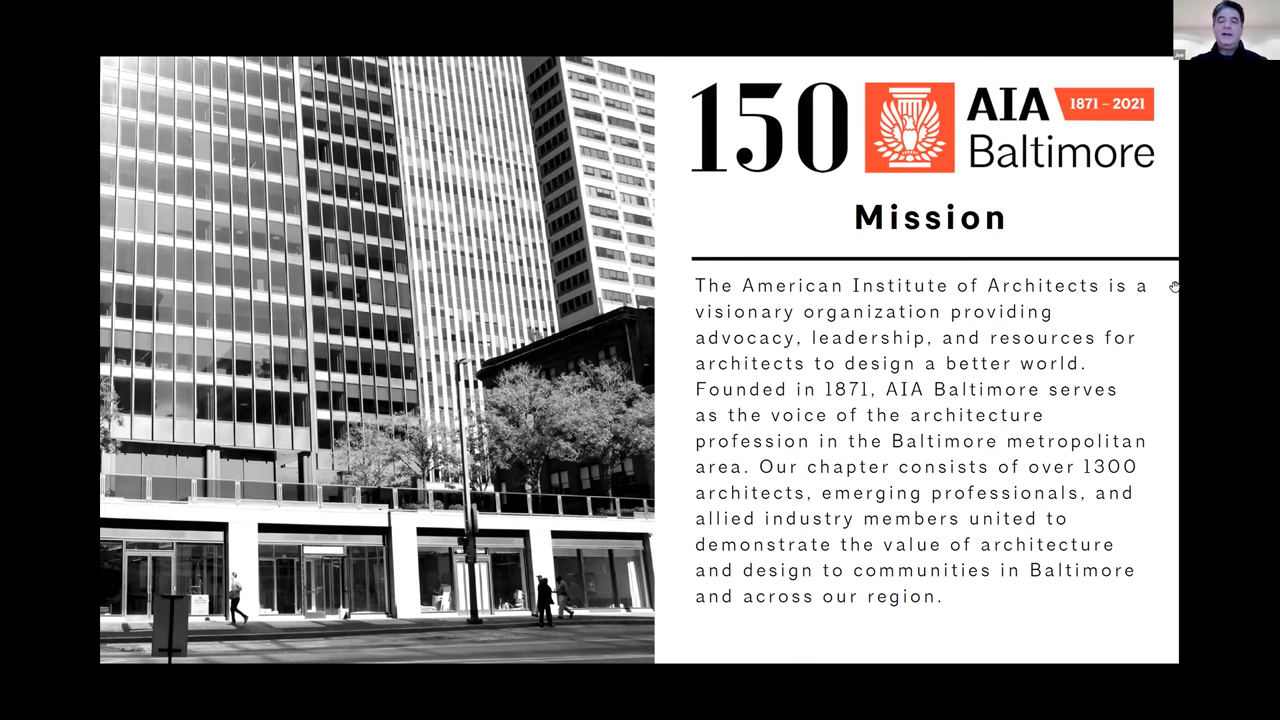 Joe
150
AIA
1871 – 2021
Baltimore
Mission
The American Institute of Architects is a
visionary organization providing
advocacy, leadership, and resources for
architects to design a better world.
Founded in 1871, AIA Baltimore serves
as the voice of the architecture
profession in the Baltimore metropolitan
area. Our chapter consists of over 1300
architects, emerging professionals, and
allied industry members united to
demonstrate the value of architecture
and design to communities in Baltimore
and across our region.